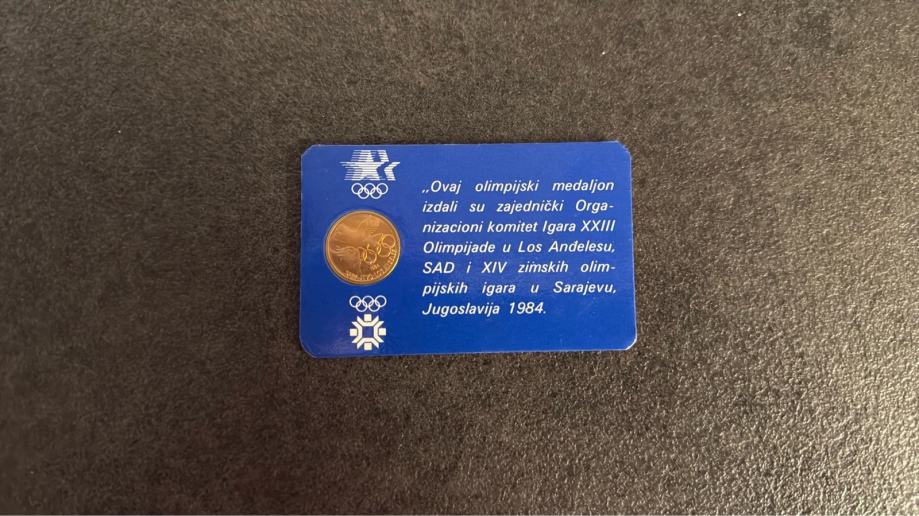 „Ovaj olimpijski medaljon
izdali su zajednički Orga-
nizacioni komitet Igara XXIII
Olimpijade u Los Anđelesu,
SAD i XIV zimskih olim-
pijskih igara u Sarajevu,
Jugoslavija 1984.